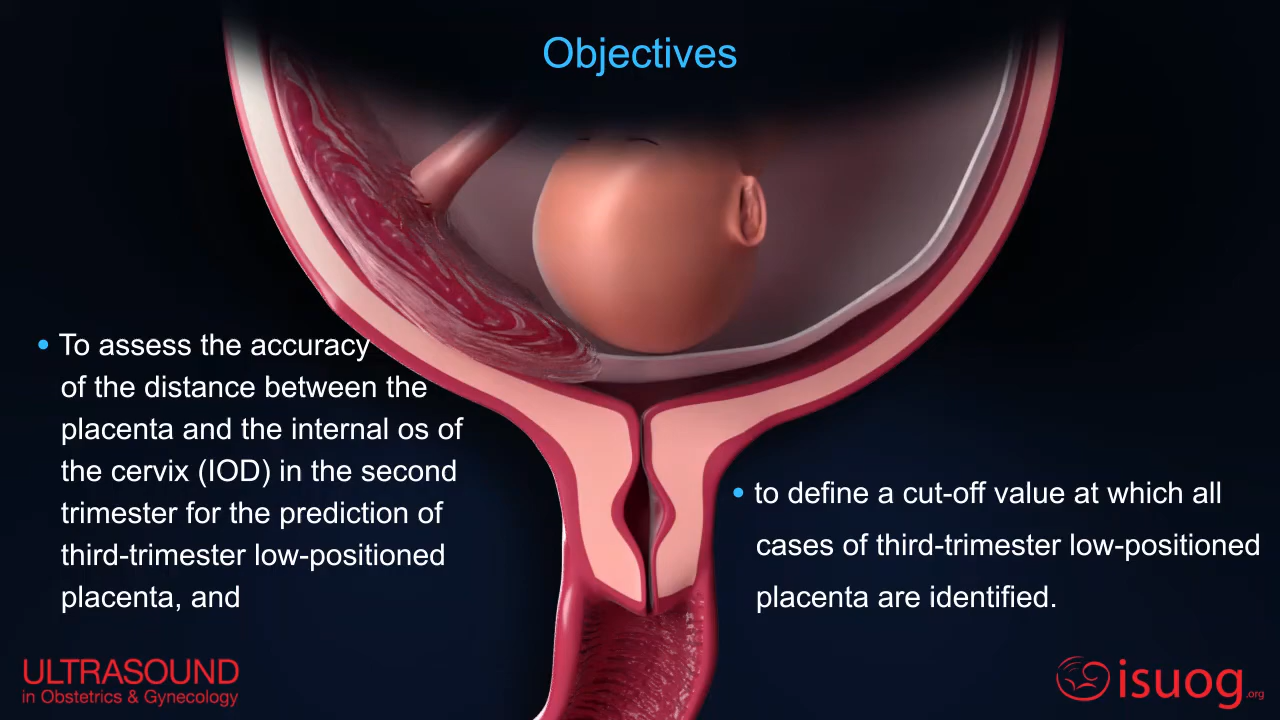 Objectives
• To assess the accuracy
of the distance between the
placenta and the internal os of
the cervix (IOD) in the second
trimester for the prediction of
third-trimester low-positioned
placenta, and
• to define a cut-off value at which all
cases of third-trimester low-positioned
placenta are identified.
ULTRASOUND
in Obstetrics & Gynecology
isuog.org